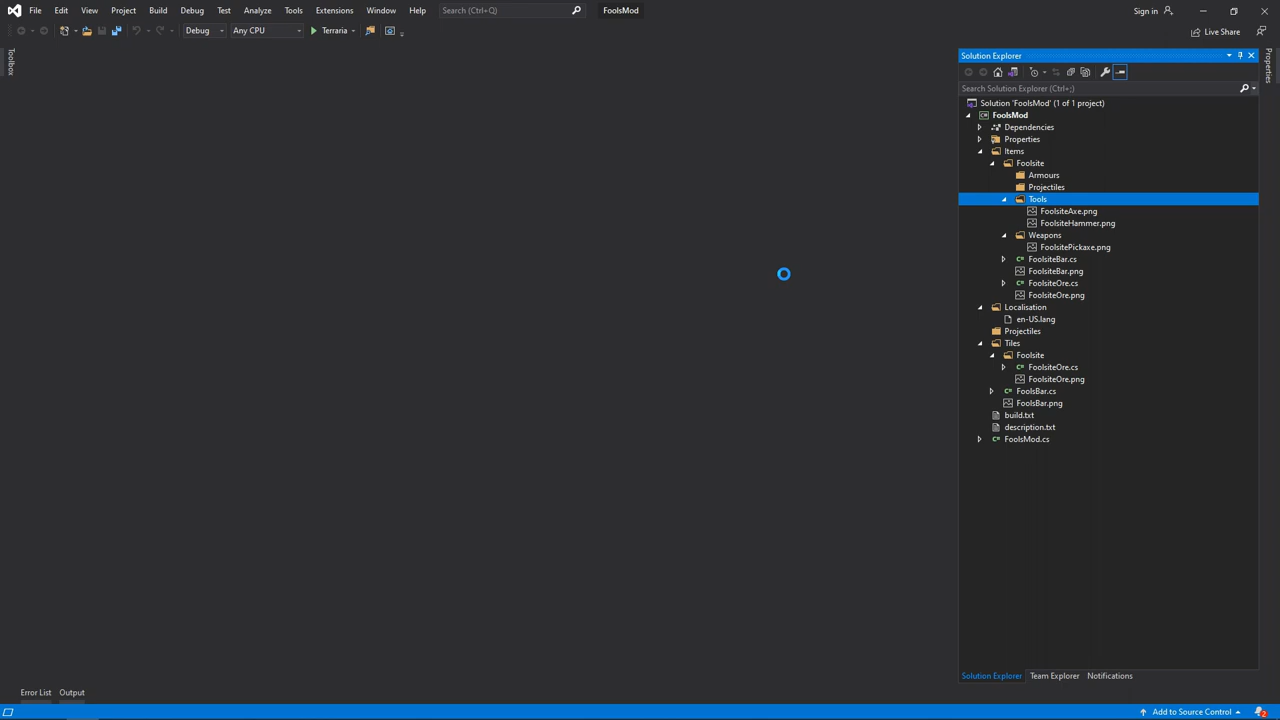 File Edit View Project Build Debug Test Analyze Tools Extensions Window Help Search (Ctrl+Q) FoolsMod Sign in
Debug Any CPU Terraria Live Share
Toolbox
Solution Explorer
Properties
Search Solution Explorer (Ctrl+;)
Solution 'FoolsMod' (1 of 1 project)
FoolsMod
Dependencies
Properties
Items
Foolsite
Armours
Projectiles
Tools
FoolsiteAxe.png
FoolsiteHammer.png
Weapons
FoolsitePickaxe.png
C# FoolsiteBar.cs
FoolsiteBar.png
C# FoolsiteOre.cs
FoolsiteOre.png
Localisation
en-US.lang
Projectiles
Tiles
Foolsite
C# FoolsiteOre.cs
FoolsiteOre.png
C# FoolsBar.cs
FoolsBar.png
build.txt
description.txt
C# FoolsMod.cs
Solution Explorer Team Explorer Notifications
Error List Output
Add to Source Control 2